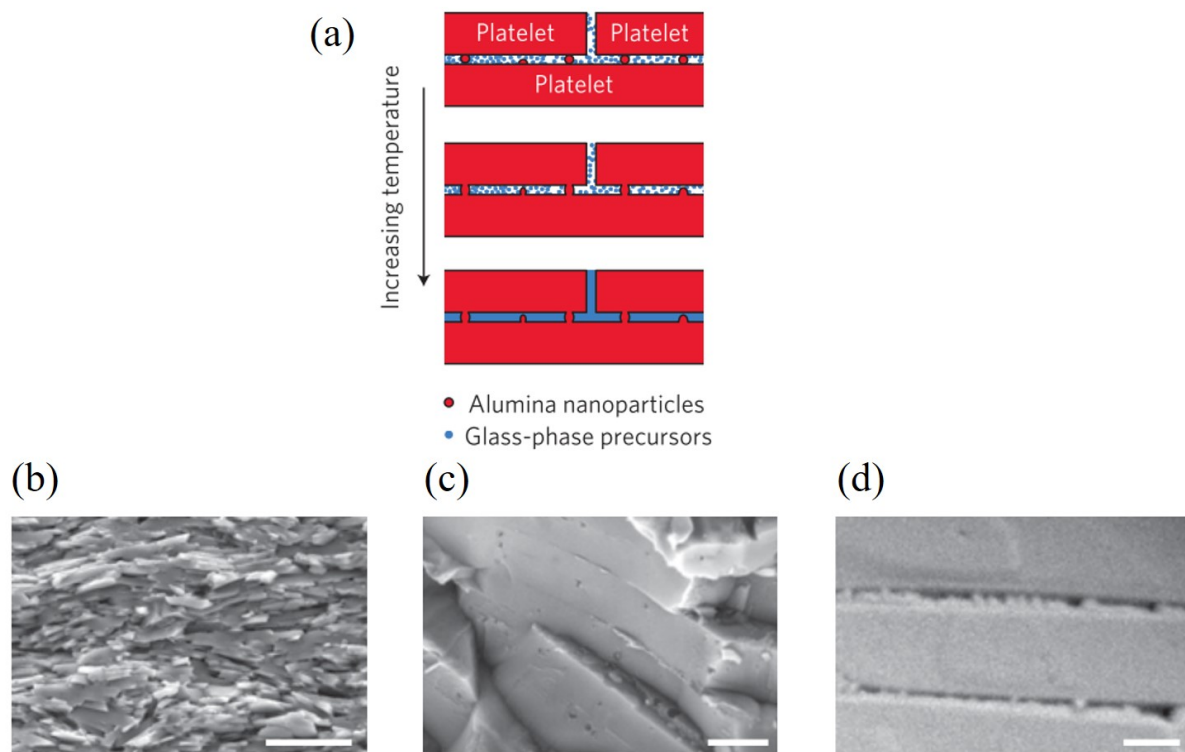 (a)
Platelet Platelet
Platelet
Increasing temperature
Alumina nanoparticles
Glass-phase precursors
(b) (c) (d)